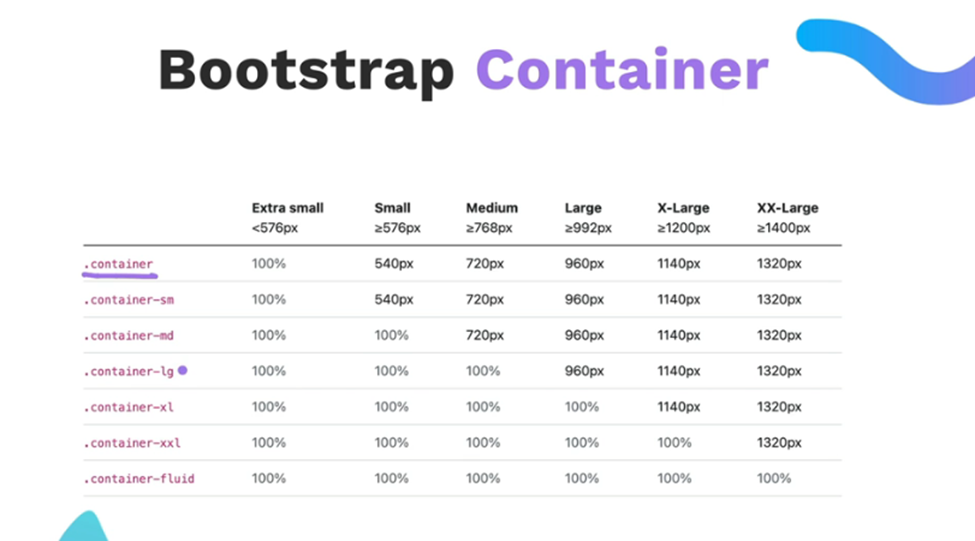 Bootstrap Container
Extra small Small Medium Large X-Large XX-Large
<576px ≥576px ≥768px ≥992px ≥1200px ≥1400px
.container 100% 540px 720px 960px 1140px 1320px
.container-sm 100% 540px 720px 960px 1140px 1320px
.container-md 100% 100% 720px 960px 1140px 1320px
.container-lg 100% 100% 100% 960px 1140px 1320px
.container-xl 100% 100% 100% 100% 1140px 1320px
.container-xxl 100% 100% 100% 100% 100% 1320px
.container-fluid 100% 100% 100% 100% 100% 100%